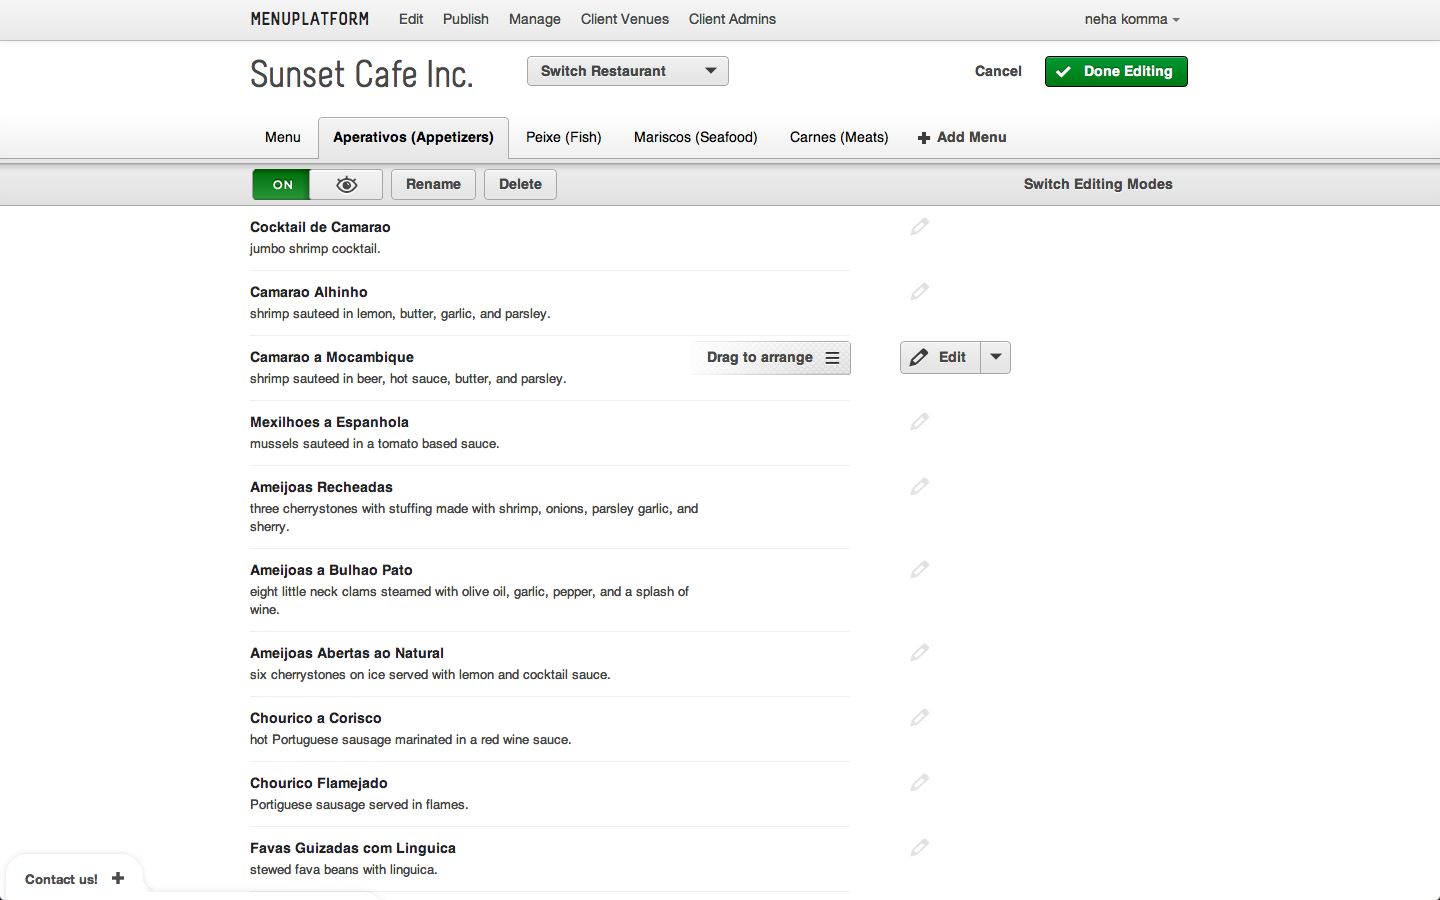 MENUPLATFORM Edit Publish Manage Client Venues Client Admins neha komma
Sunset Cafe Inc. Switch Restaurant Cancel Done Editing
Menu Aperativos (Appetizers) Peixe (Fish) Mariscos (Seafood) Carnes (Meats) Add Menu
ON Rename Delete Switch Editing Modes
Cocktail de Camarao
jumbo shrimp cocktail.
Camarao Alhinho
shrimp sauteed in lemon, butter, garlic, and parsley.
Camarao a Mocambique Drag to arrange Edit
shrimp sauteed in beer, hot sauce, butter, and parsley.
Mexilhoes a Espanhola
mussels sauteed in a tomato based sauce.
Ameijoas Recheadas
three cherrystones with stuffing made with shrimp, onions, parsley garlic, and
sherry.
Ameijoas a Bulhao Pato
eight little neck clams steamed with olive oil, garlic, pepper, and a splash of
wine.
Ameijoas Abertas ao Natural
six cherrystones on ice served with lemon and cocktail sauce.
Chourico a Corisco
hot Portuguese sausage marinated in a red wine sauce.
Chourico Flamejado
Portiguese sausage served in flames.
Favas Guizadas com Linguica
stewed fava beans with linguica.
Contact us!